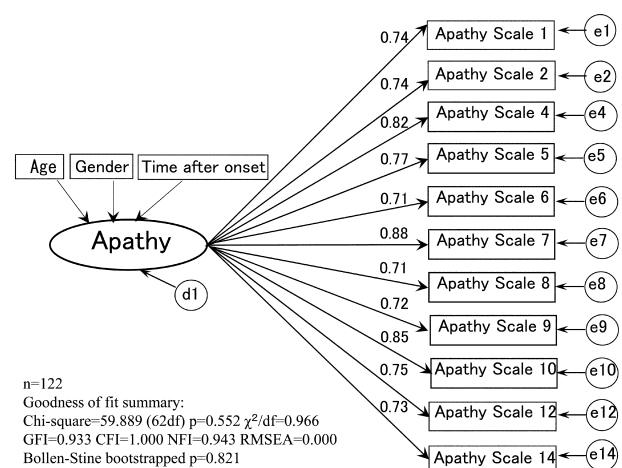 0.74
Apathy Scale 1
e1
0.74
Apathy Scale 2
e2
0.82
Apathy Scale 4
e4
0.77
Apathy Scale 5
e5
Age
Gender
Time after onset
0.71
Apathy Scale 6
e6
Apathy
0.88
Apathy Scale 7
e7
d1
0.71
Apathy Scale 8
e8
0.72
Apathy Scale 9
e9
0.85
Apathy Scale 10
e10
0.75
Apathy Scale 12
e12
0.73
Apathy Scale 14
e14
n=122
Goodness of fit summary:
Chi-square=59.889 (62df) p=0.552 χ²/df=0.966
GFI=0.933 CFI=1.000 NFI=0.943 RMSEA=0.000
Bollen-Stine bootstrapped p=0.821